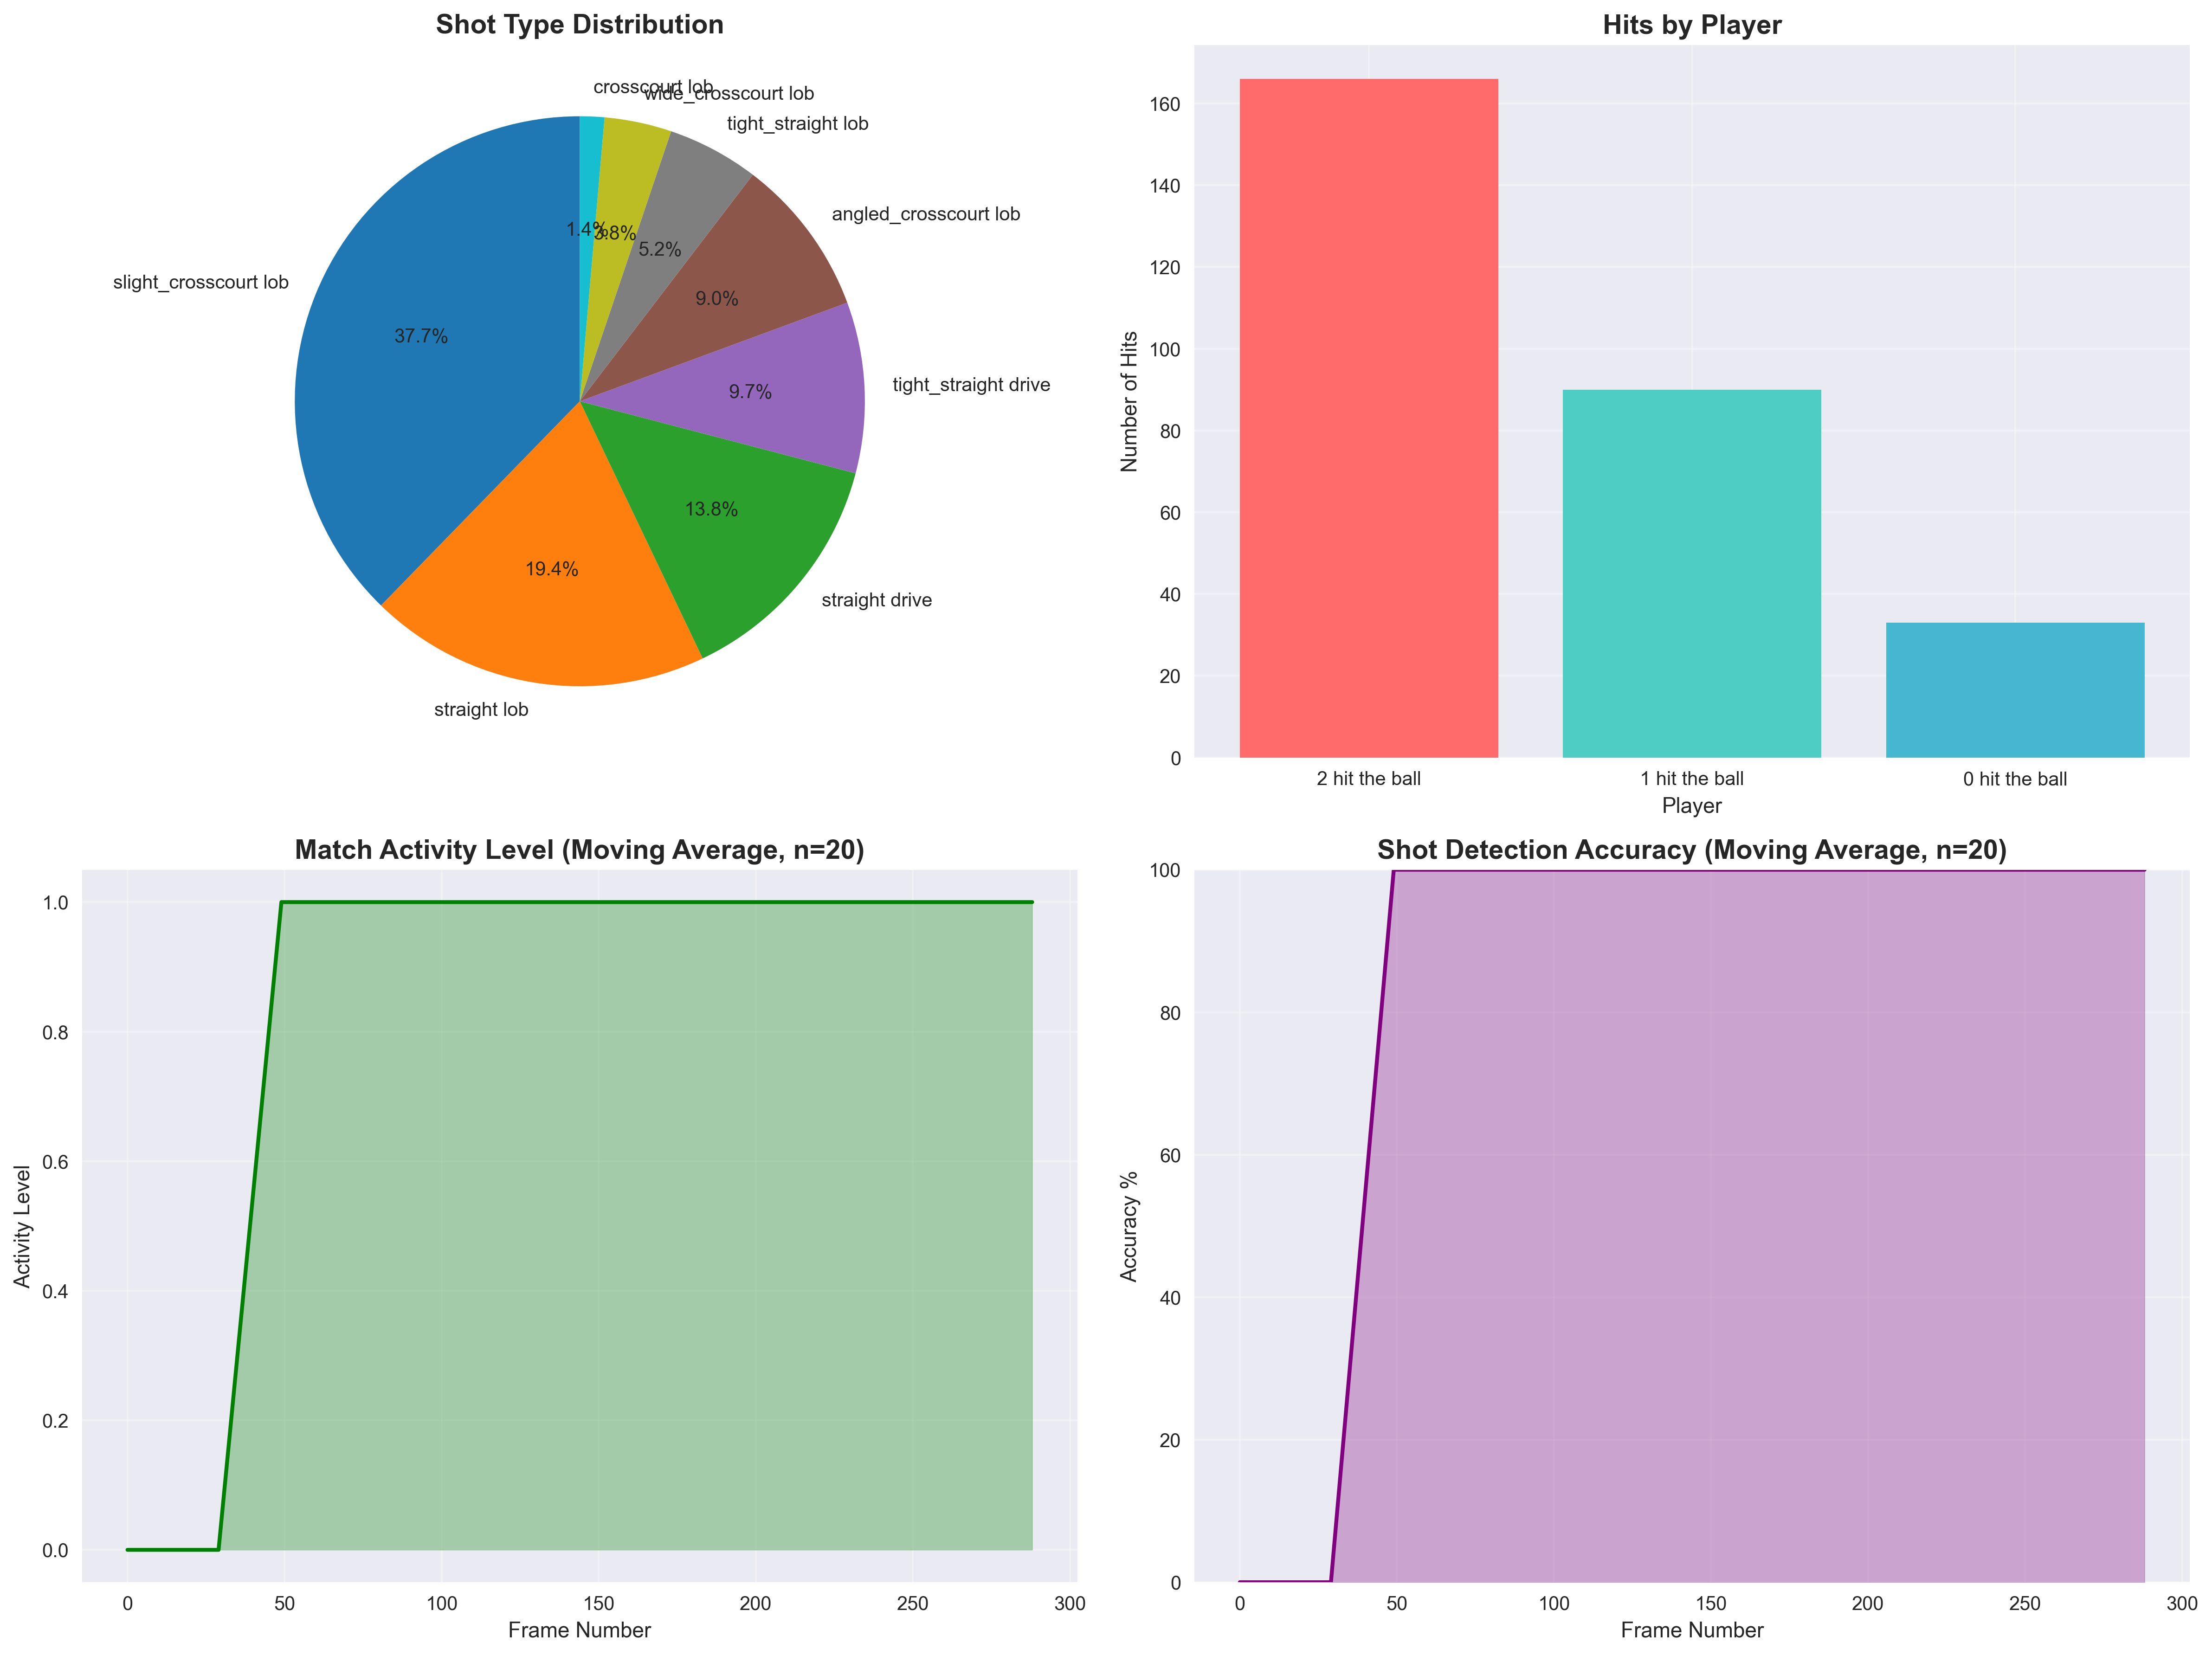 Shot Type Distribution
crosscourt lob
wide_crosscourt lob
tight_straight lob
angled_crosscourt lob
tight_straight drive
straight drive
straight lob
slight_crosscourt lob
1.4%
3.8%
5.2%
9.0%
9.7%
13.8%
19.4%
37.7%
Hits by Player
Number of Hits
160
140
120
100
80
60
40
20
0
2 hit the ball
1 hit the ball
0 hit the ball
Player
Match Activity Level (Moving Average, n=20)
Activity Level
1.0
0.8
0.6
0.4
0.2
0.0
0
50
100
150
200
250
300
Frame Number
Shot Detection Accuracy (Moving Average, n=20)
Accuracy %
100
80
60
40
20
0
0
50
100
150
200
250
300
Frame Number